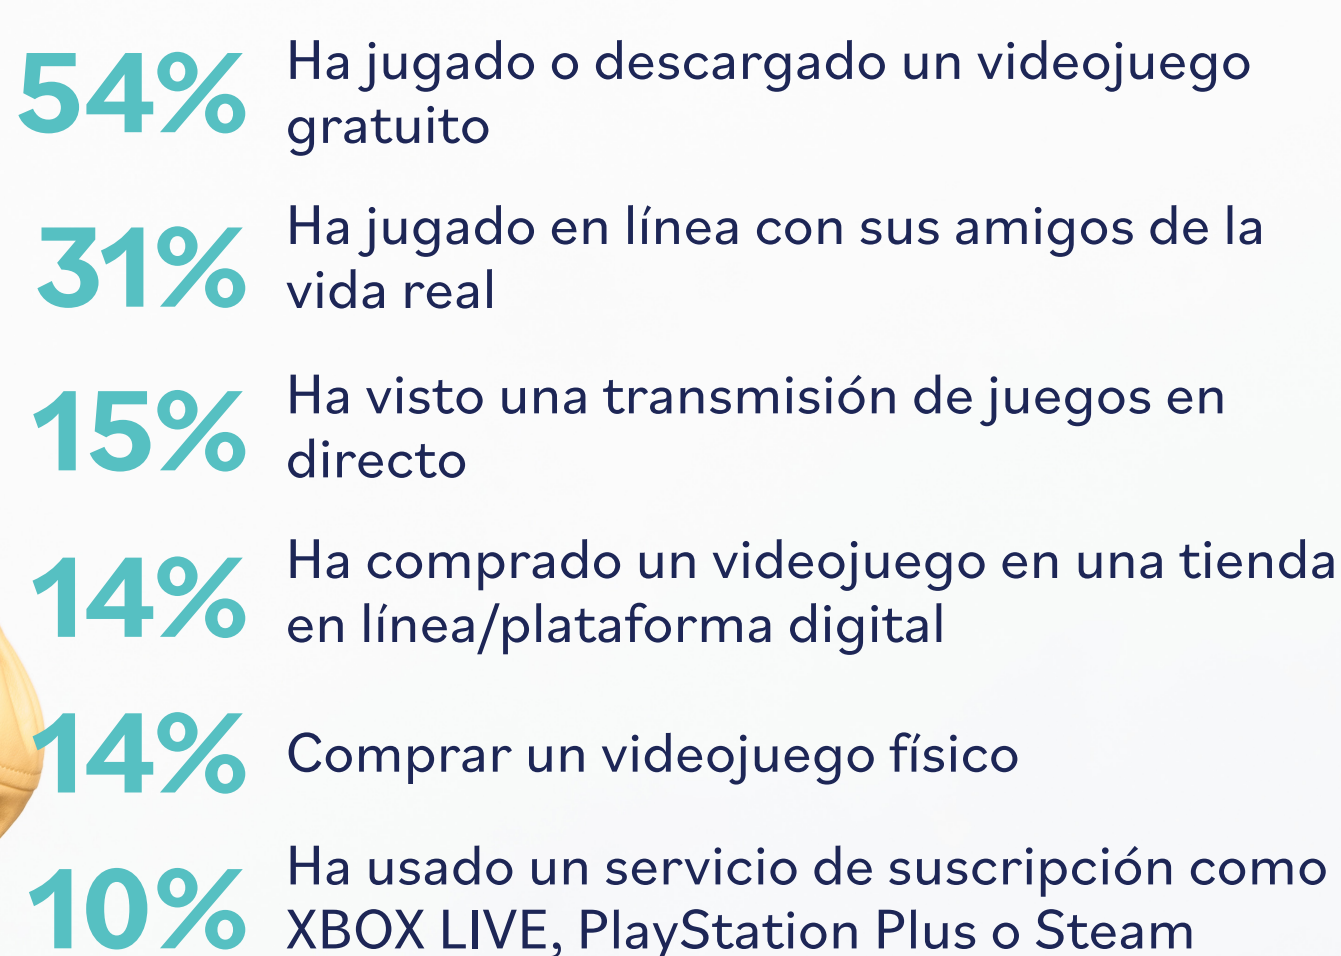 54% Ha jugado o descargado un videojuego
gratuito
31% Ha jugado en línea con sus amigos de la
vida real
15% Ha visto una transmisión de juegos en
directo
14% Ha comprado un videojuego en una tienda
en línea/plataforma digital
14% Comprar un videojuego físico
10% Ha usado un servicio de suscripción como
XBOX LIVE, PlayStation Plus o Steam